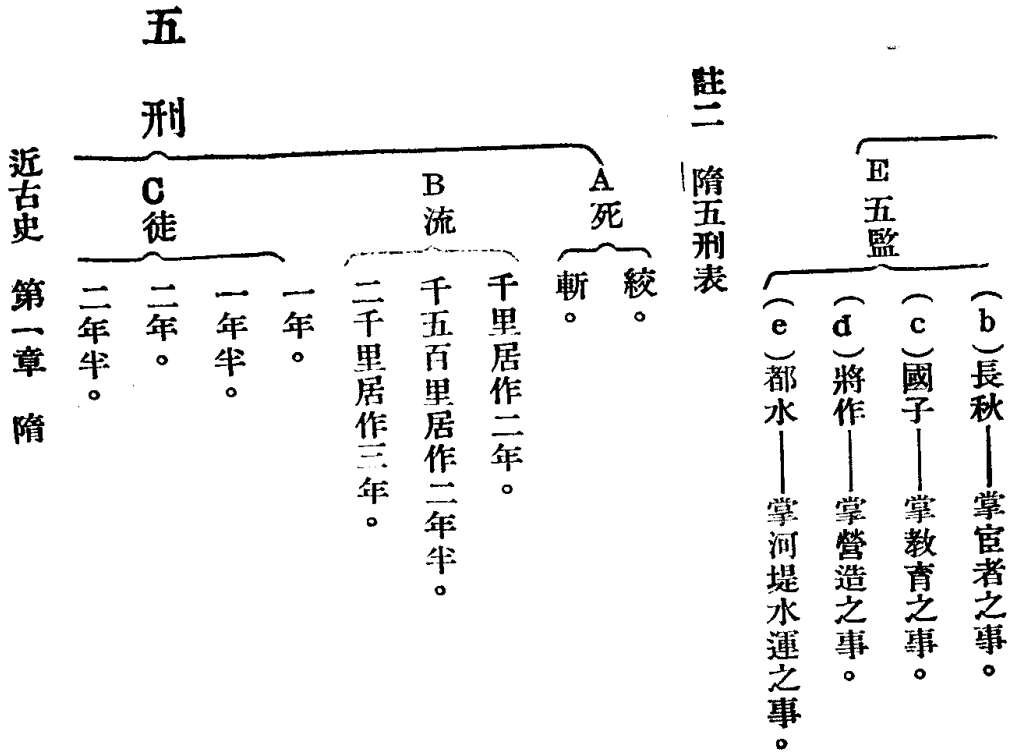 E五監
(b)長秋——掌宦者之事。
(c)國子——掌教育之事。
(d)將作——掌營造之事。
(e)都水——掌河堤水運之事。
註二 隋五刑表
五刑
A死
絞。
斬。
B流
千里居作二年。
千五百里居作二年半。
二千里居作三年。
C徒
一年。
一年半。
二年。
二年半。
近古史 第一章 隋